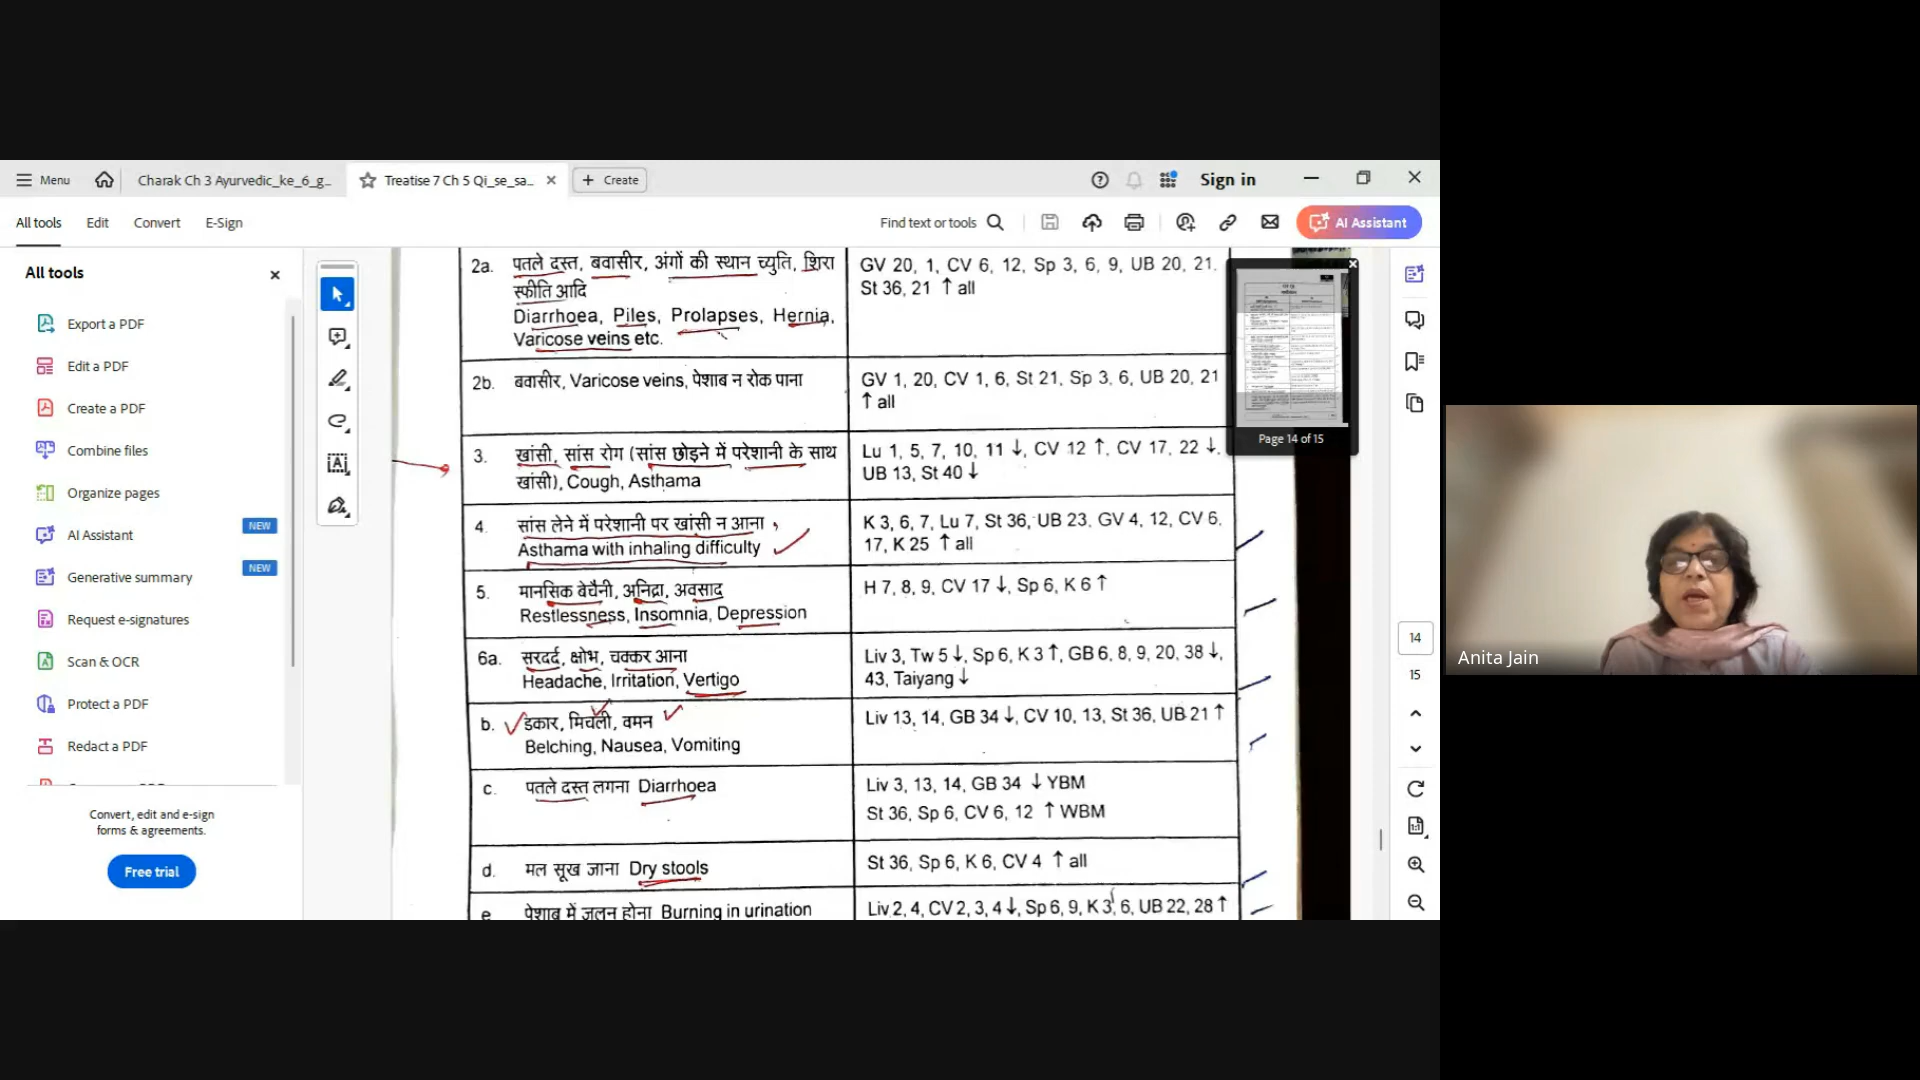 Menu
Charak Ch 3 Ayurvedic_ke_6_g...
Treatise 7 Ch 5 Qi_se_sa...
Create
Sign in
All tools
Edit
Convert
E-Sign
Find text or tools
AI Assistant
All tools
Export a PDF
Edit a PDF
Create a PDF
Combine files
Organize pages
AI Assistant
NEW
Generative summary
NEW
Request e-signatures
Scan & OCR
Protect a PDF
Redact a PDF
Convert, edit and e-sign
forms & agreements.
Free trial
2a. पतले दस्त, बवासीर, अंगों की स्थान च्युति, शिरा
स्फीति आदि
Diarrhoea, Piles, Prolapses, Hernia,
Varicose veins etc.
GV 20, 1, CV 6, 12, Sp 3, 6, 9, UB 20, 21,
St 36, 21 ↑ all
2b. बवासीर, Varicose veins, पेशाब न रोक पाना
GV 1, 20, CV 1, 6, St 21, Sp 3, 6, UB 20, 21
↑ all
3. खांसी, सांस रोग (सांस छोड़ने में परेशानी के साथ
खांसी), Cough, Asthama
Lu 1, 5, 7, 10, 11 ↓, CV 12 ↑, CV 17, 22 ↓,
UB 13, St 40 ↓
4. सांस लेने में परेशानी पर खांसी न आना,
Asthama with inhaling difficulty
K 3, 6, 7, Lu 7, St 36, UB 23, GV 4, 12, CV 6,
17, K 25 ↑ all
5. मानसिक बेचैनी, अनिद्रा, अवसाद
Restlessness, Insomnia, Depression
H 7, 8, 9, CV 17 ↓, Sp 6, K 6 ↑
6a. सरदर्द, क्षोभ, चक्कर आना
Headache, Irritation, Vertigo
Liv 3, Tw 5 ↓, Sp 6, K 3 ↑, GB 6, 8, 9, 20, 38 ↓,
43, Taiyang ↓
b. डकार, मिचली, वमन
Belching, Nausea, Vomiting
Liv 13, 14, GB 34 ↓, CV 10, 13, St 36, UB 21 ↑
c. पतले दस्त लगना Diarrhoea
Liv 3, 13, 14, GB 34 ↓ YBM
St 36, Sp 6, CV 6, 12 ↑ WBM
d. मल सूख जाना Dry stools
St 36, Sp 6, K 6, CV 4 ↑ all
e पेशाब में जलन होना Burning in urination
Liv 2, 4, CV 2, 3, 4 ↓, Sp 6, 9, K 3, 6, UB 22, 28 ↑
Page 14 of 15
14
15
Anita Jain